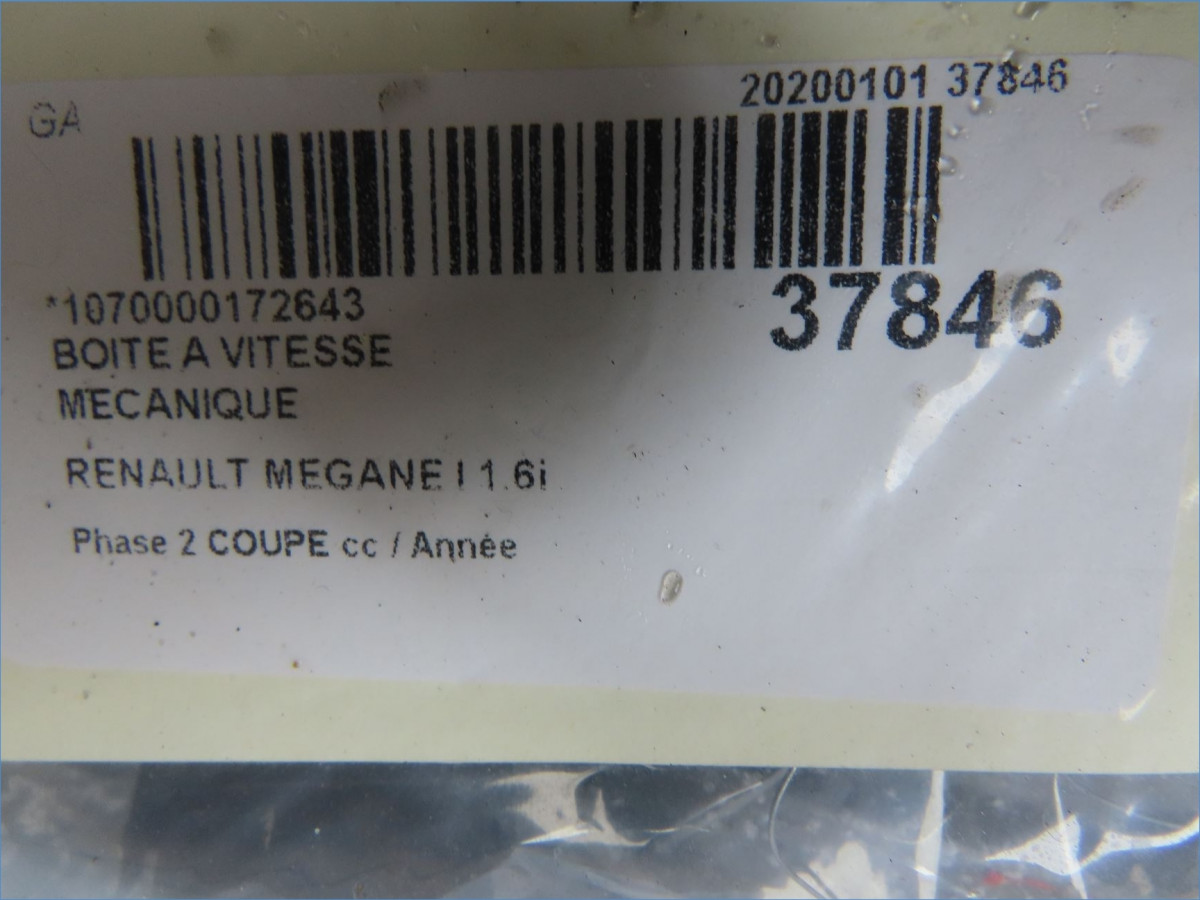 20200101 37846
GA
37846
*1070000172643
BOITE A VITESSE
MECANIQUE
RENAULT MEGANE I 1.6i
Phase 2 COUPE cc / Année